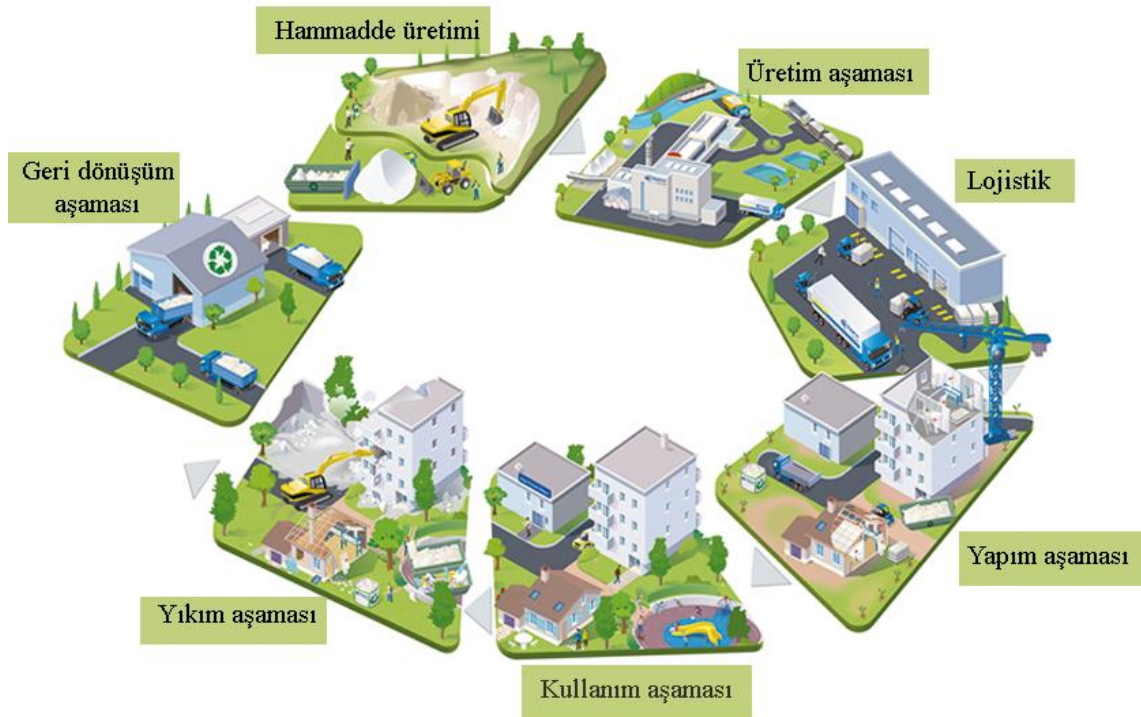 Hammadde üretimi
Üretim aşaması
Lojistik
Yapım aşaması
Kullanım aşaması
Yıkım aşaması
Geri dönüşüm
aşaması